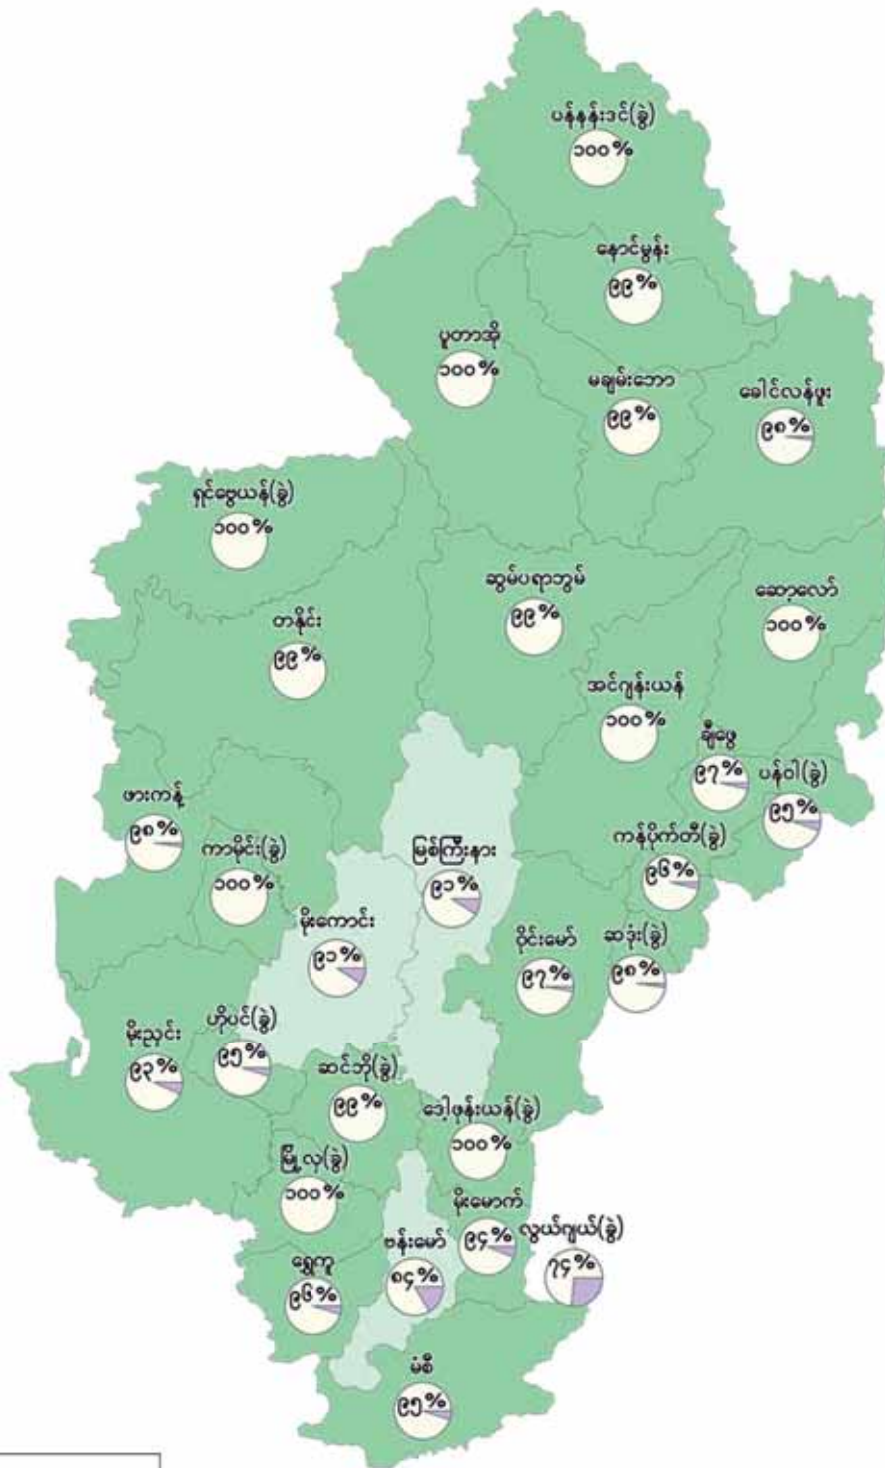 ပန်နန်းဒင်(ခွဲ)
၁၀၀%
နောင်မွန်း
၉၉%
ပူတာအို
၁၀၀%
မချမ်းဘော
၉၉%
ခေါင်လန်ဖူး
၉၈%
ရှင်ဗွေယန်(ခွဲ)
၁၀၀%
ဆွမ်ပရာဘွမ်
၉၉%
ဆော့လော်
၁၀၀%
တနိုင်း
၉၉%
အင်ဂျန်းယန်
၁၀၀%
ချီဖွေ
၉၇%
ပန်ဝါ(ခွဲ)
၉၅%
ဖားကန့်
၉၈%
ကာမိုင်း(ခွဲ)
၁၀၀%
မြစ်ကြီးနား
၉၁%
ကန်ပိုက်တီ(ခွဲ)
၉၆%
မိုးကောင်း
၉၁%
ဝိုင်းမော်
၉၇%
ဆဒုံး(ခွဲ)
၉၈%
မိုးညှင်း
၉၃%
ဟိုပင်(ခွဲ)
၉၅%
ဆင်ဘို(ခွဲ)
၉၉%
ဒေါ့ဖုန်းယန်(ခွဲ)
၁၀၀%
မြို့လှ(ခွဲ)
၁၀၀%
မိုးမောက်
၉၄%
လွယ်ဂျယ်(ခွဲ)
၇၄%
ရွှေကူ
၉၆%
ဗန်းမော်
၈၄%
မံစီ
၉၅%